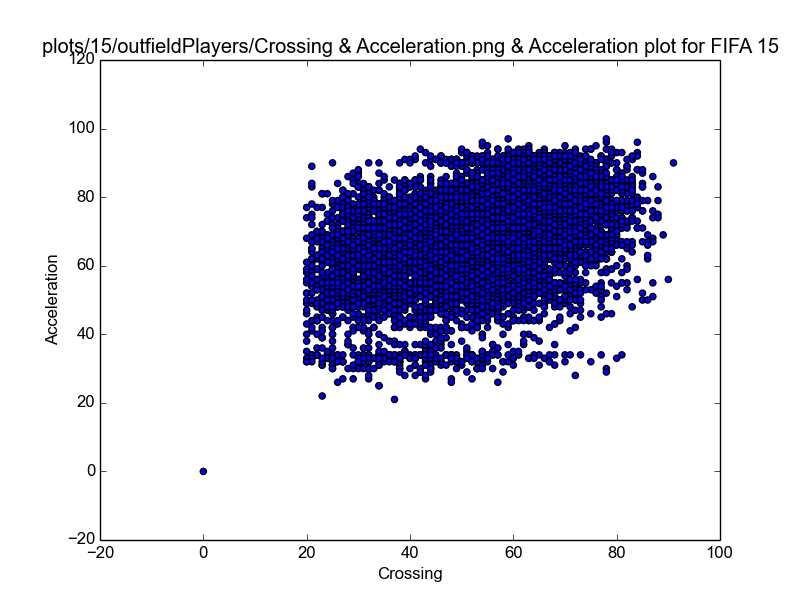 plots/15/outfieldPlayers/Crossing & Acceleration.png & Acceleration plot for FIFA 15
120
100
80
60
40
20
0
−20
Acceleration
−20 0 20 40 60 80 100
Crossing